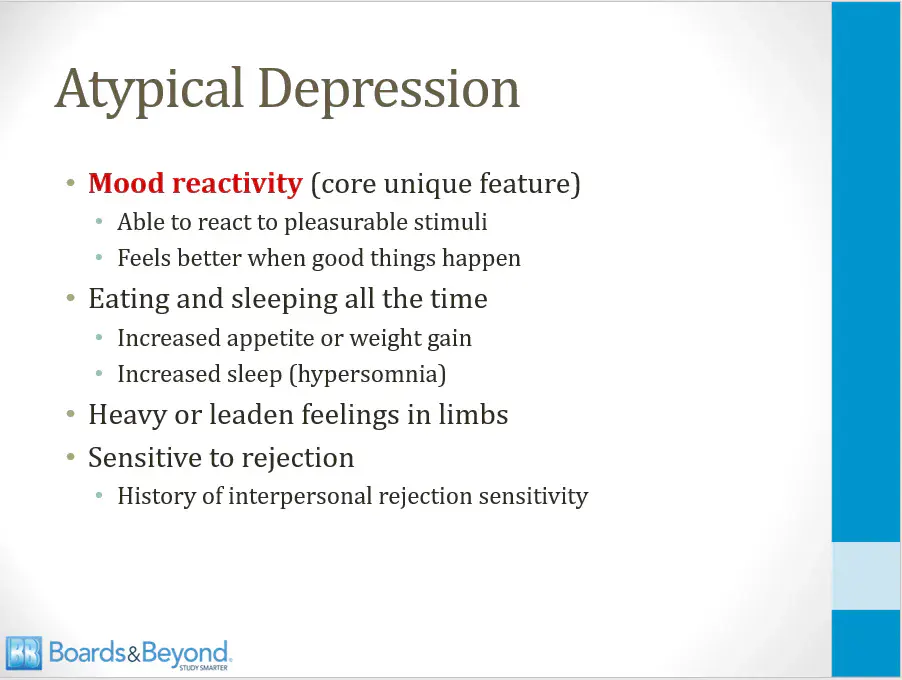 Atypical Depression
• Mood reactivity (core unique feature)
• Able to react to pleasurable stimuli
• Feels better when good things happen
• Eating and sleeping all the time
• Increased appetite or weight gain
• Increased sleep (hypersomnia)
• Heavy or leaden feelings in limbs
• Sensitive to rejection
• History of interpersonal rejection sensitivity
BB Boards&Beyond.
STUDY SMARTER